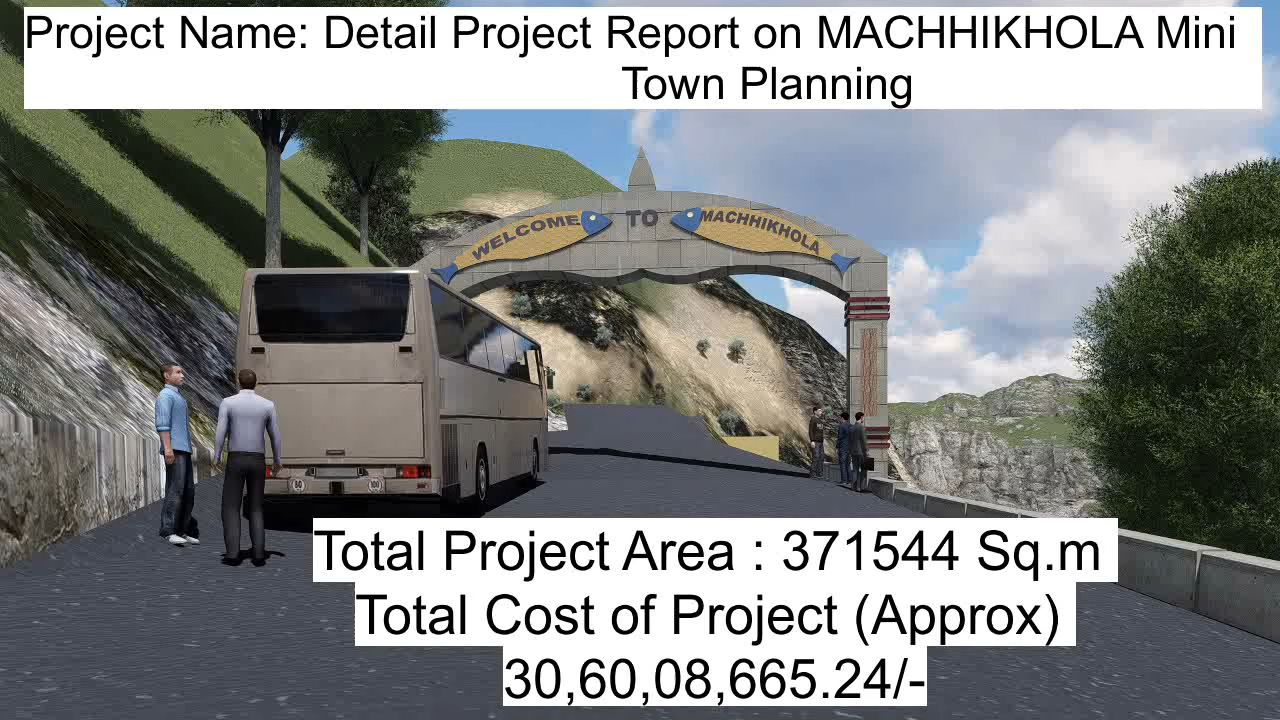 Project Name: Detail Project Report on MACHHIKHOLA Mini
Town Planning
WELCOME TO MACHHIKHOLA
Total Project Area : 371544 Sq.m
Total Cost of Project (Approx)
30,60,08,665.24/-